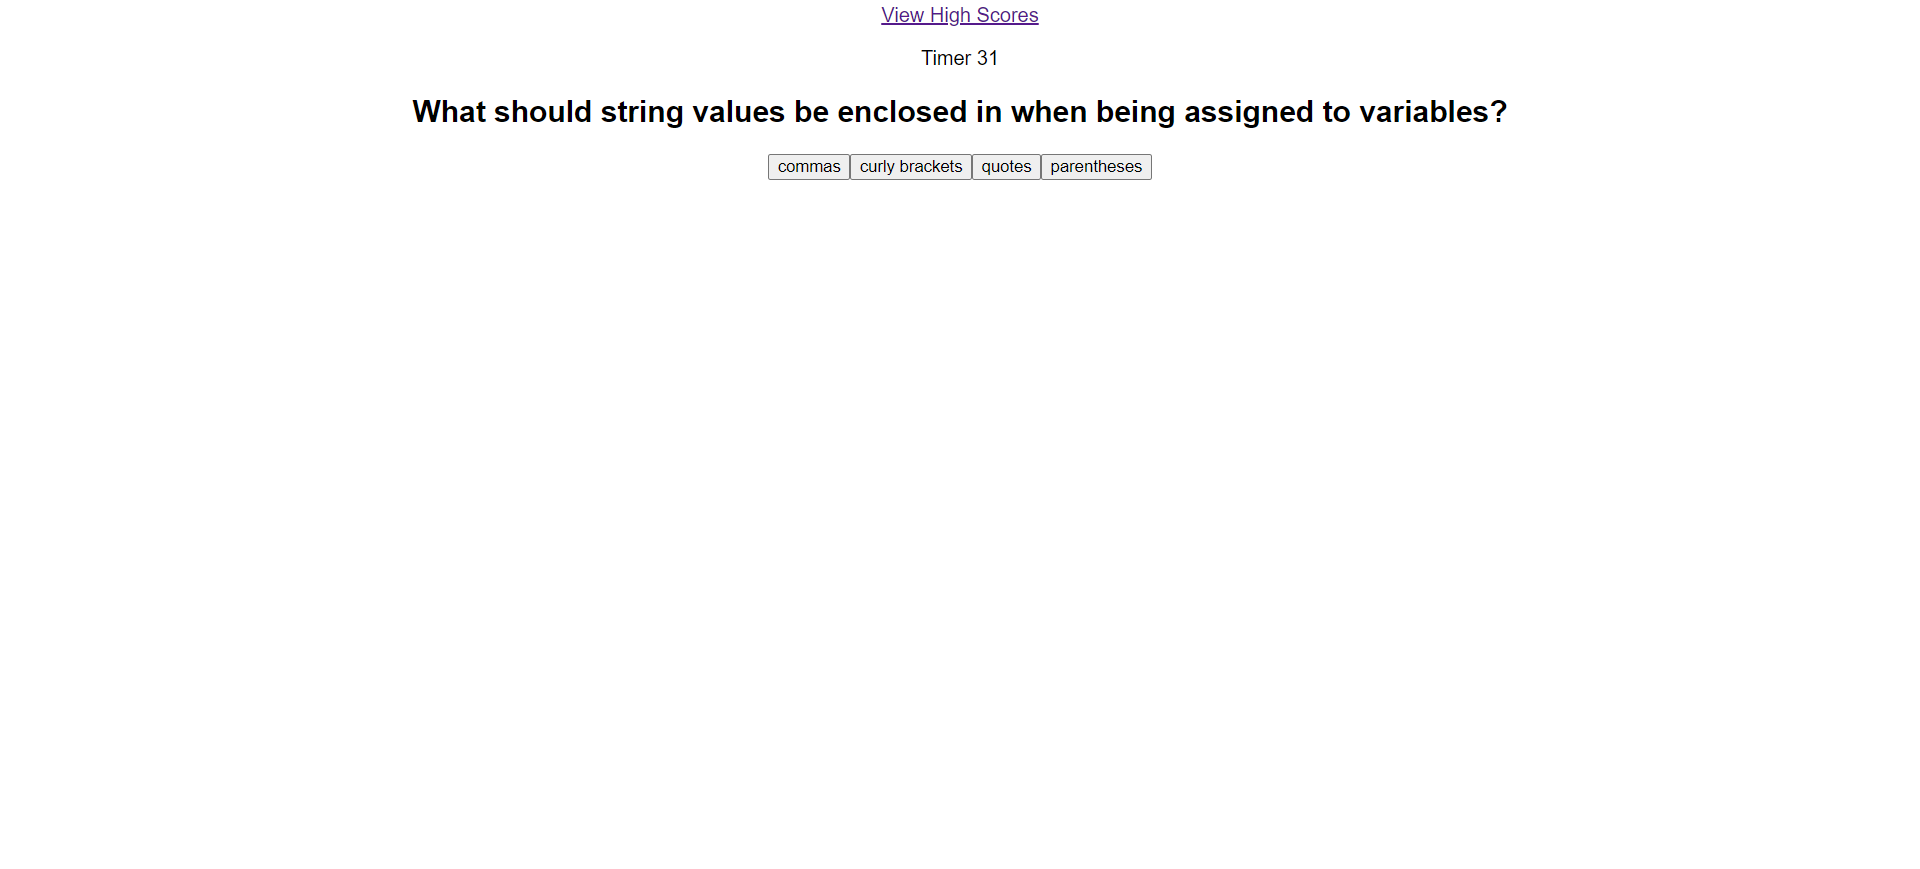 View High Scores
Timer 31
What should string values be enclosed in when being assigned to variables?
commas curly brackets quotes parentheses